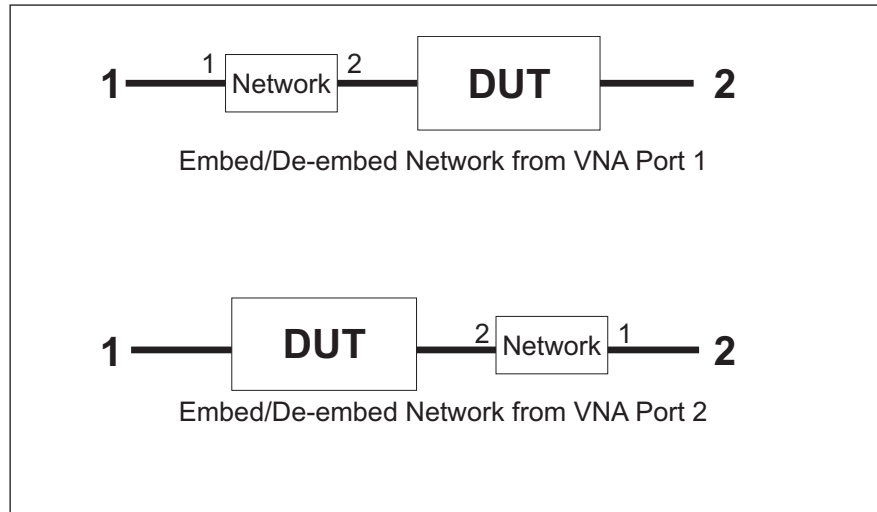 1 1 Network 2 DUT 2
Embed/De-embed Network from VNA Port 1
1 DUT 2 Network 1 2
Embed/De-embed Network from VNA Port 2